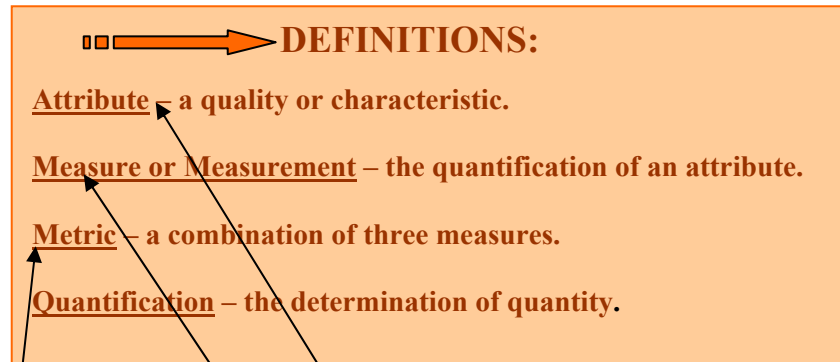 DEFINITIONS:
Attribute – a quality or characteristic.
Measure or Measurement – the quantification of an attribute.
Metric – a combination of three measures.
Quantification – the determination of quantity.